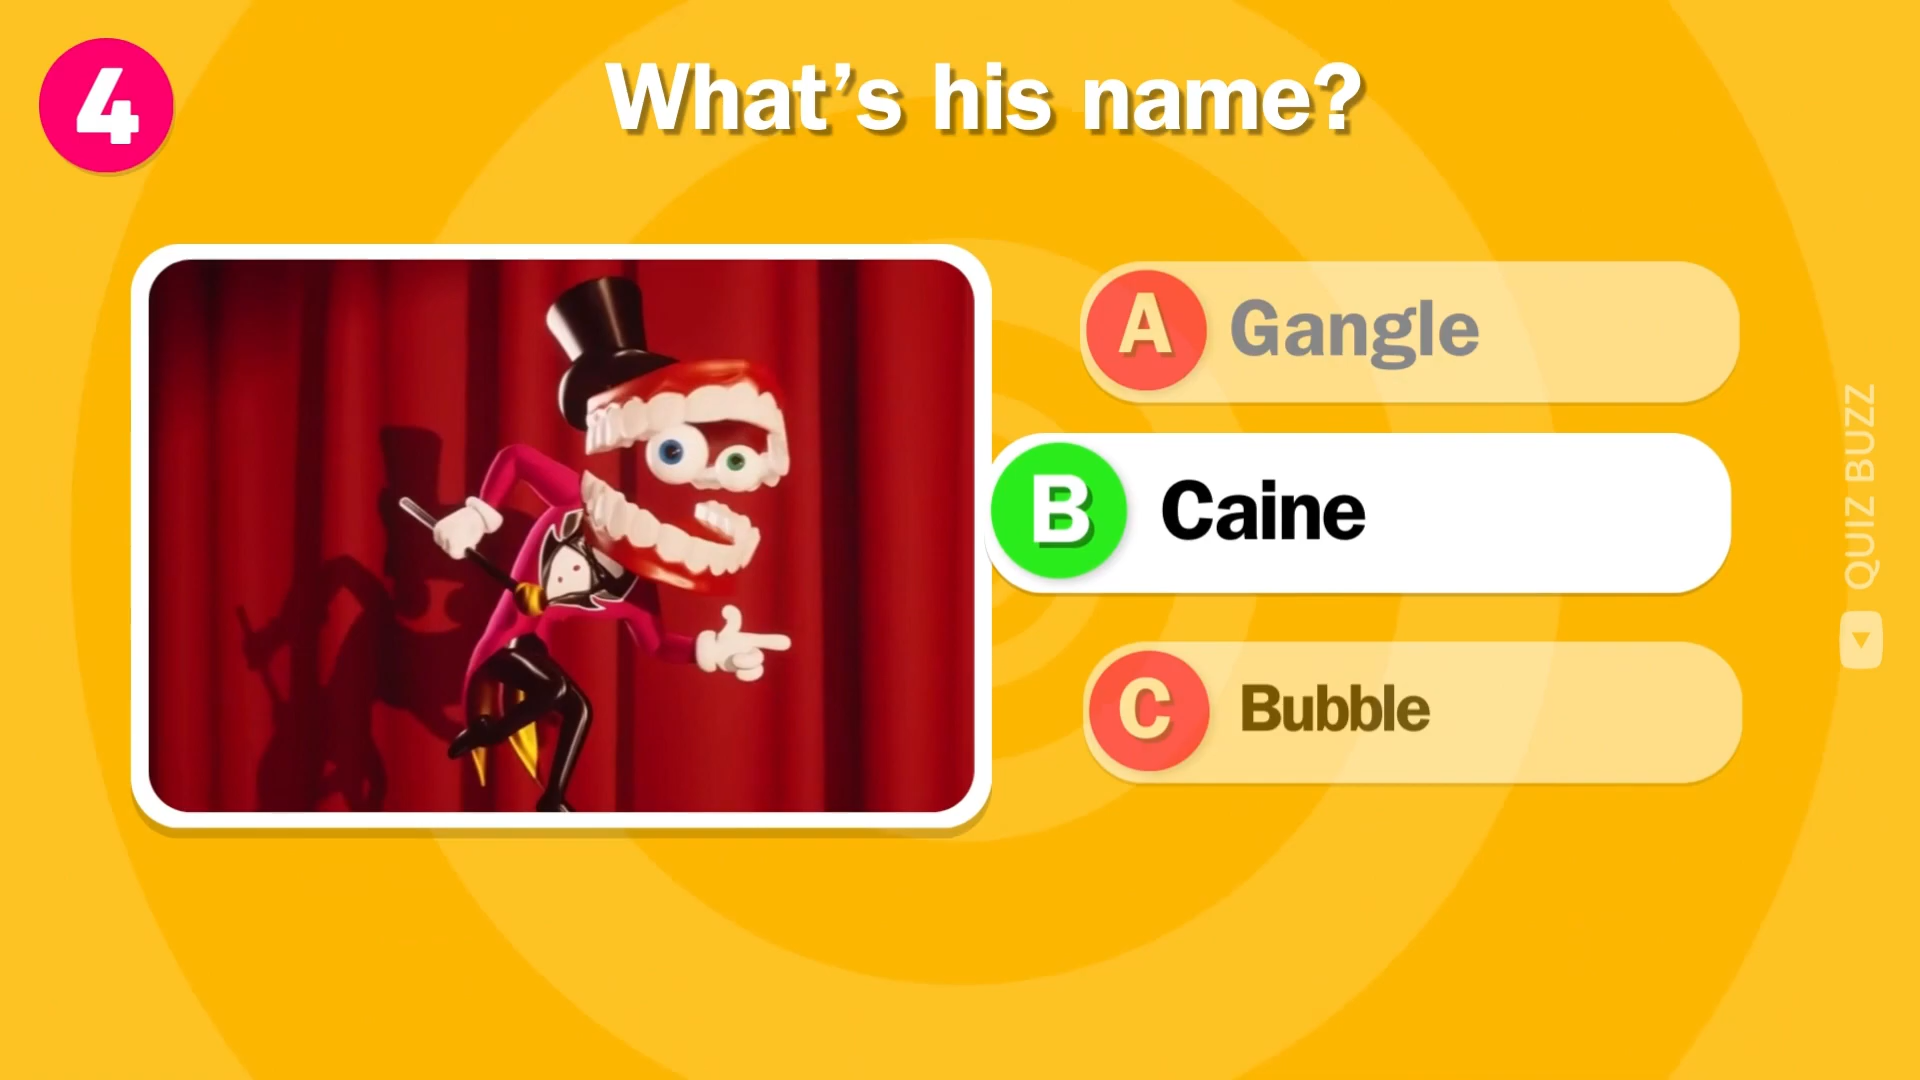 4
What's his name?
A Gangle
B Caine
C Bubble
QUIZ BUZZ